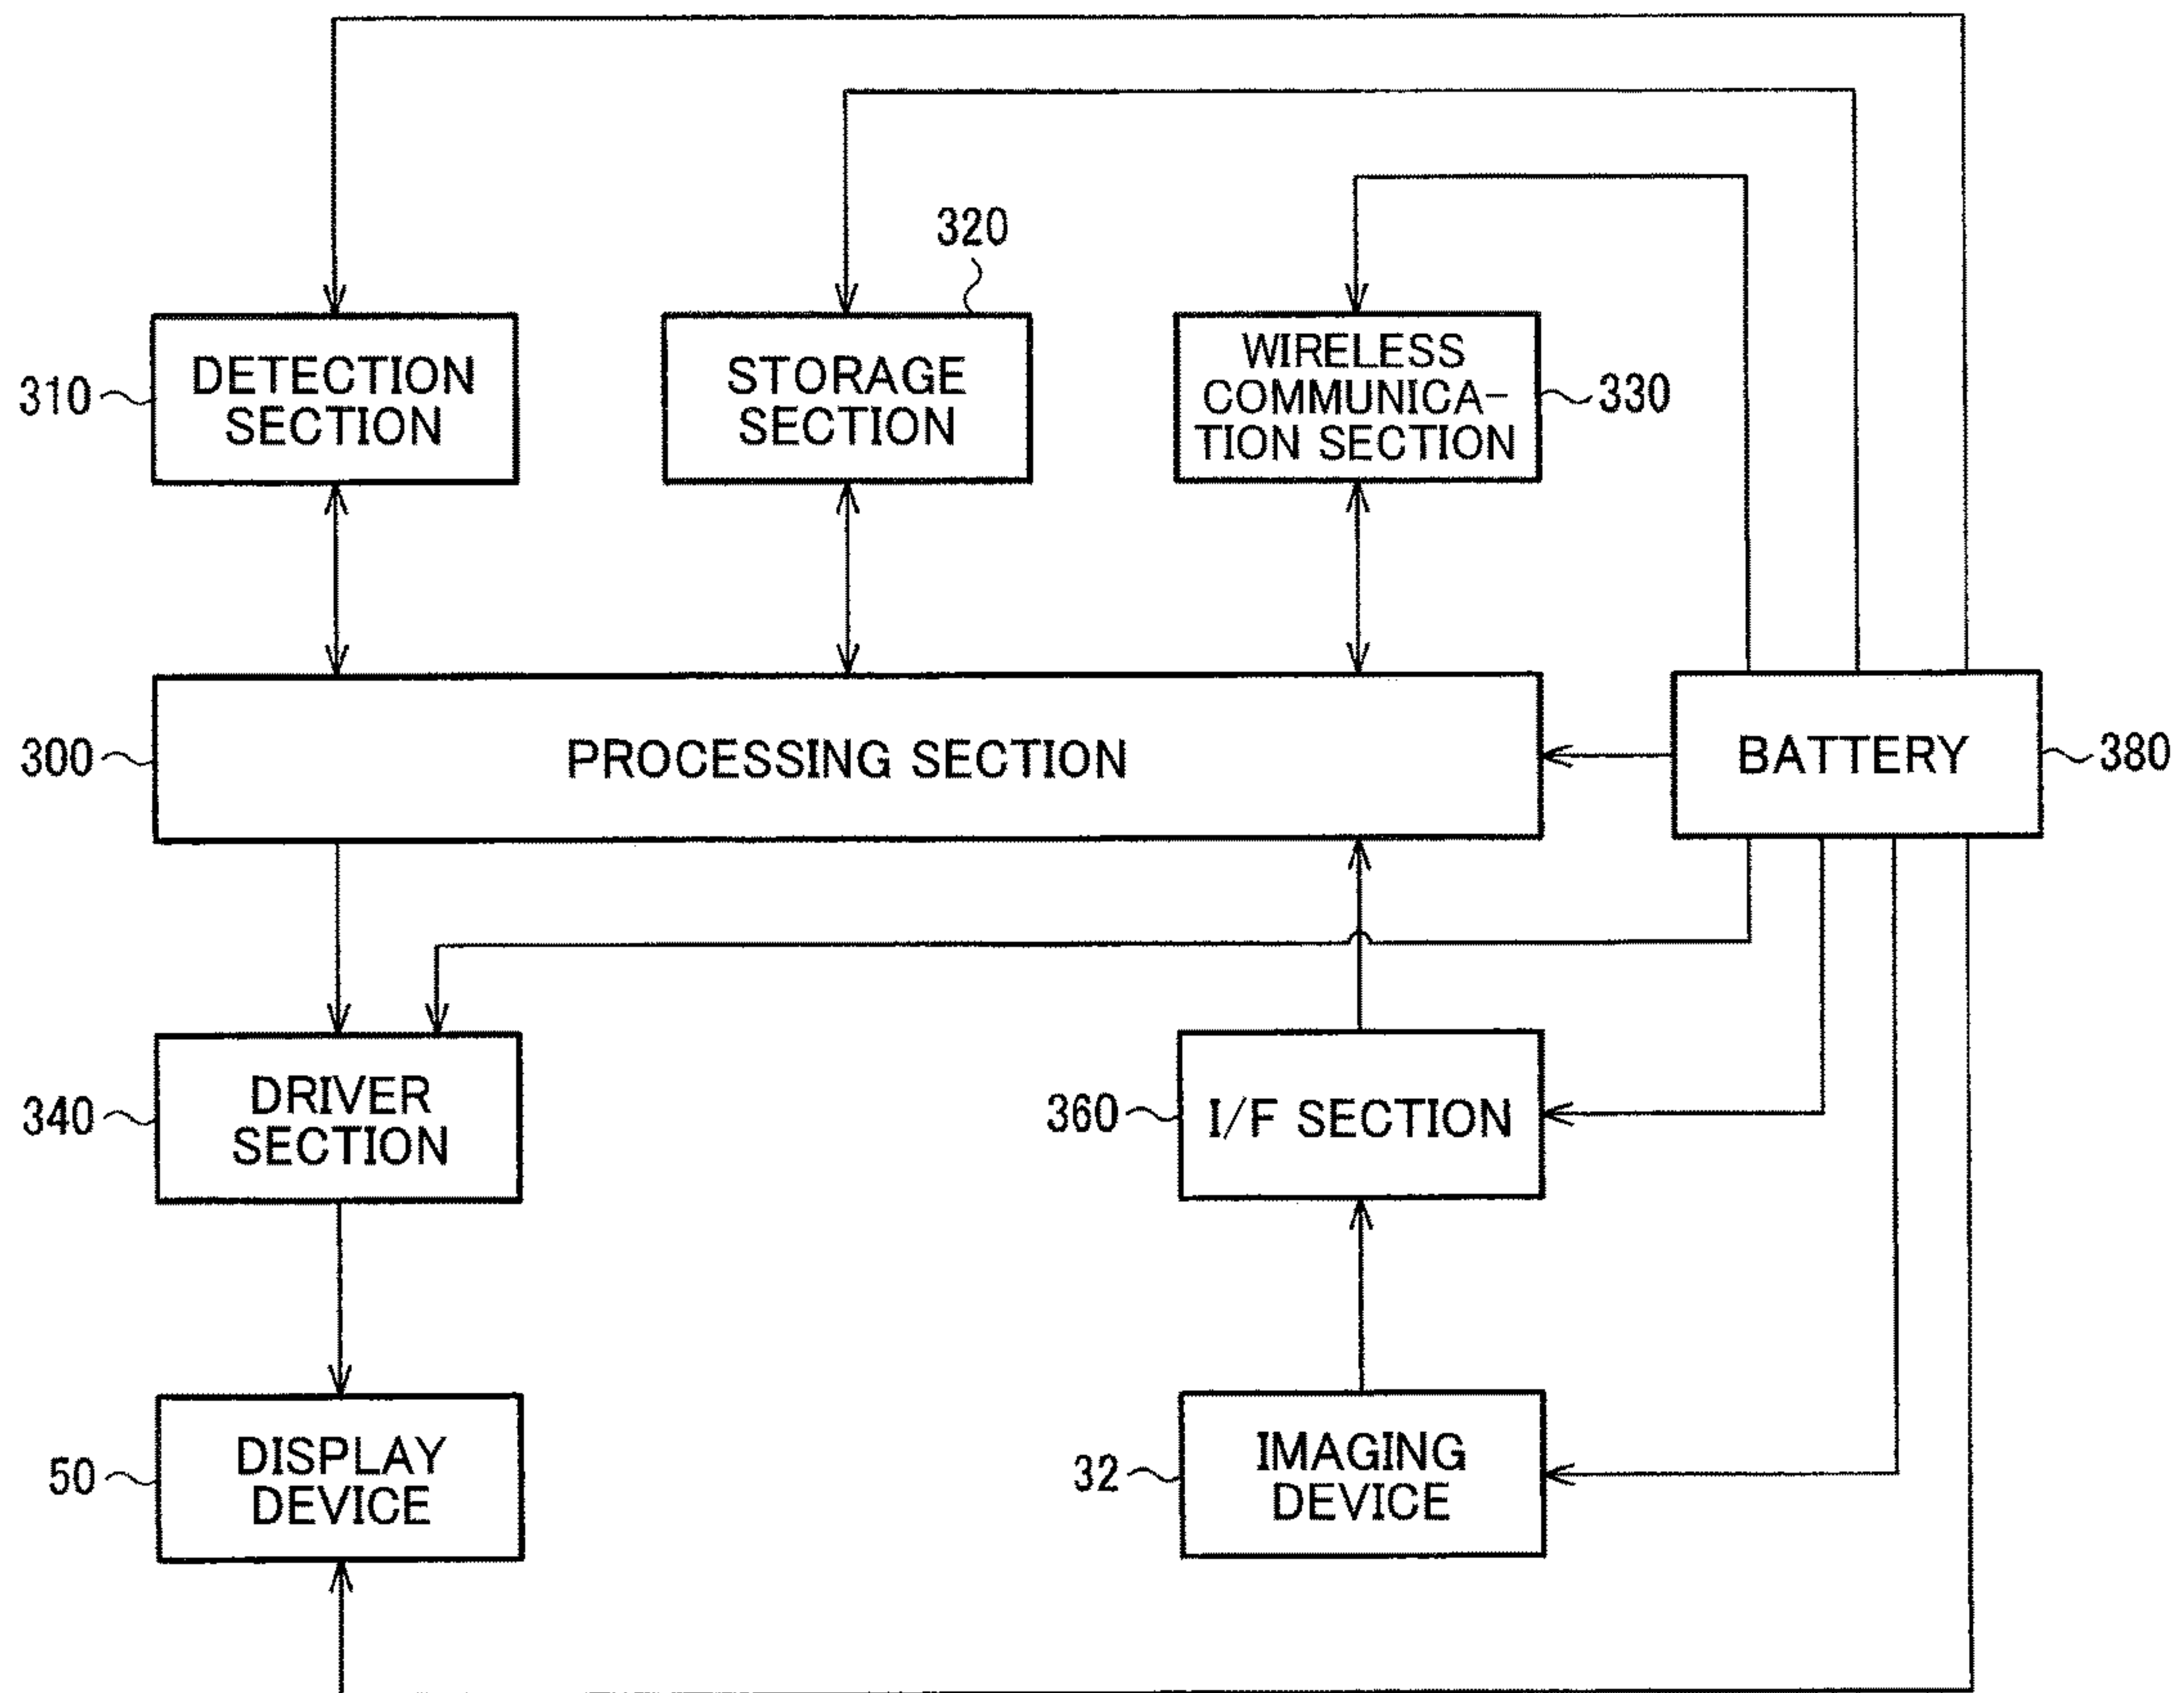 320
310
DETECTION
SECTION
STORAGE
SECTION
WIRELESS
COMMUNICA-
TION SECTION
330
300
PROCESSING SECTION
BATTERY
380
340
DRIVER
SECTION
360
I/F SECTION
50
DISPLAY
DEVICE
32
IMAGING
DEVICE